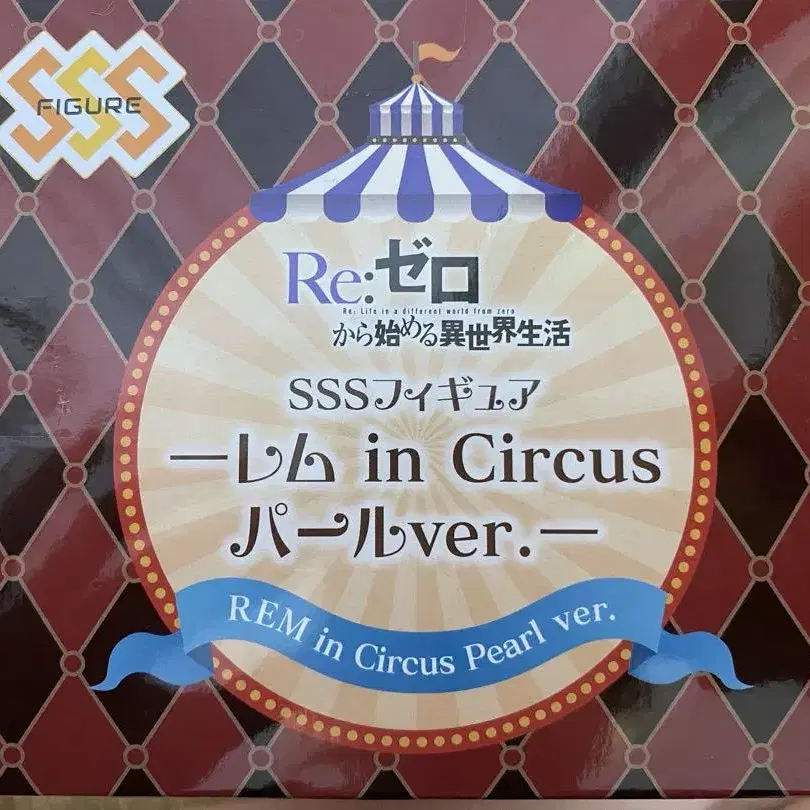 SSS
FIGURE
Re:ゼロ
Re: Life in a different world from zero
から始める異世界生活
SSSフィギュア
ーレム in Circus
パールver.ー
REM in Circus Pearl ver.